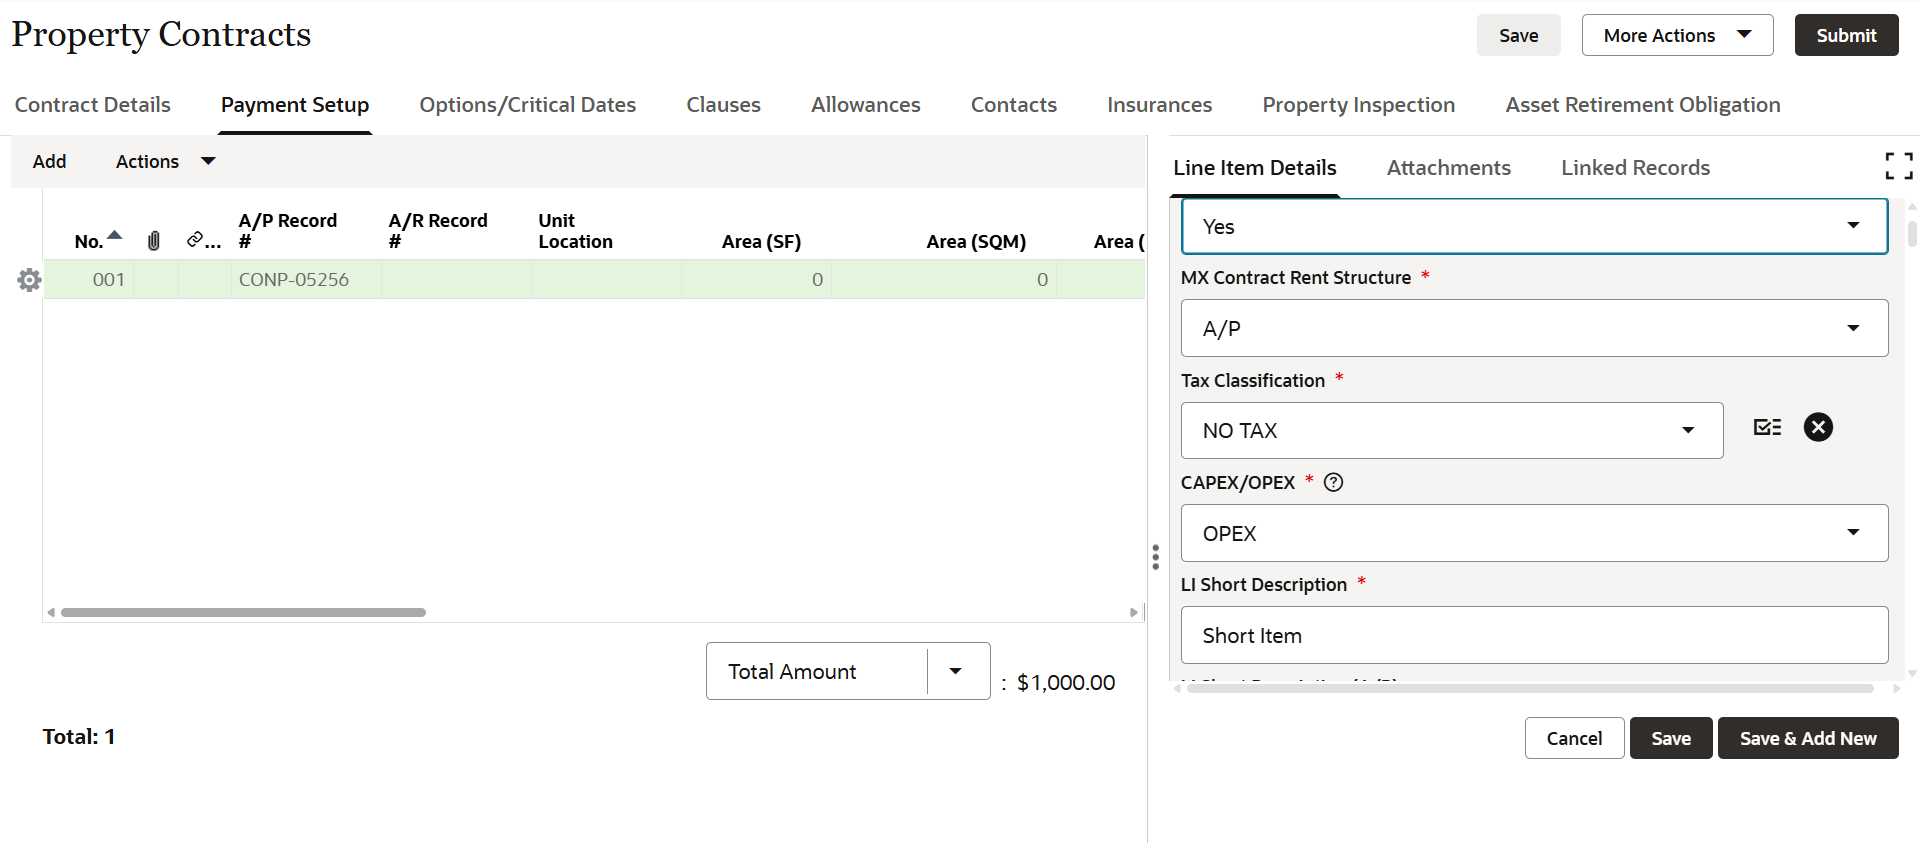 Property Contracts
Save
More Actions
Submit
Contract Details
Payment Setup
Options/Critical Dates
Clauses
Allowances
Contacts
Insurances
Property Inspection
Asset Retirement Obligation
Add
Actions
No.
...
A/P Record
#
A/R Record
#
Unit
Location
Area (SF)
Area (SQM)
Area (
001
CONP-05256
0
0
Total Amount
: $1,000.00
Total: 1
Line Item Details
Attachments
Linked Records
Yes
MX Contract Rent Structure *
A/P
Tax Classification *
NO TAX
CAPEX/OPEX *
OPEX
LI Short Description *
Short Item
Cancel
Save
Save & Add New